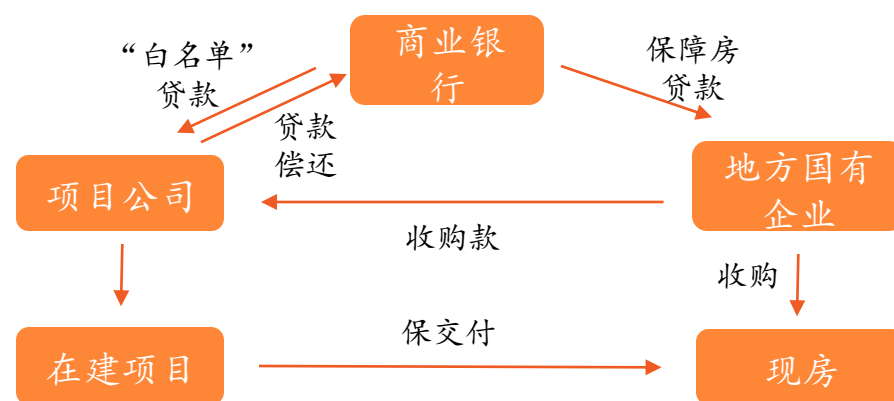 “白名单”
贷款
商业银
行
保障房
贷款
贷款
偿还
项目公司
地方国有
企业
收购款
收购
保交付
在建项目
现房